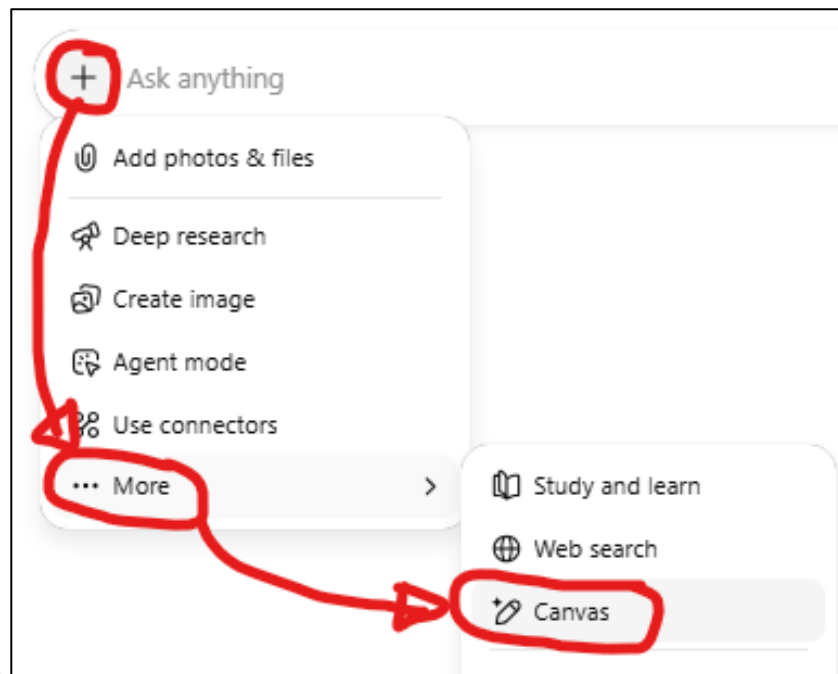 Ask anything
Add photos & files
Deep research
Create image
Agent mode
Use connectors
More
Study and learn
Web search
Canvas